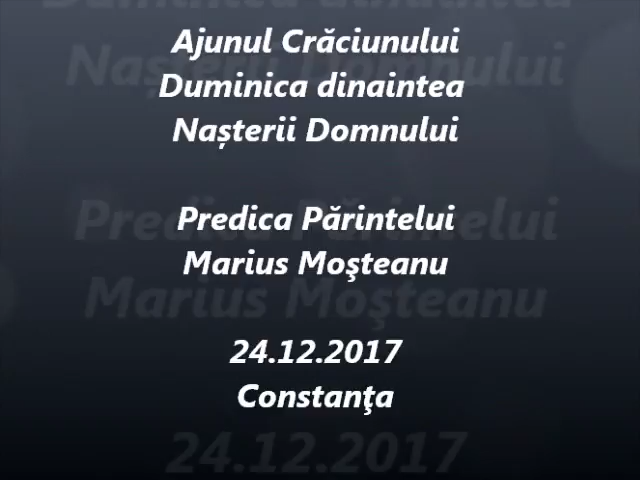 Ajunul Crăciunului
Duminica dinaintea
Nașterii Domnului
Predica Părintelui
Marius Moşteanu
24.12.2017
Constanţa